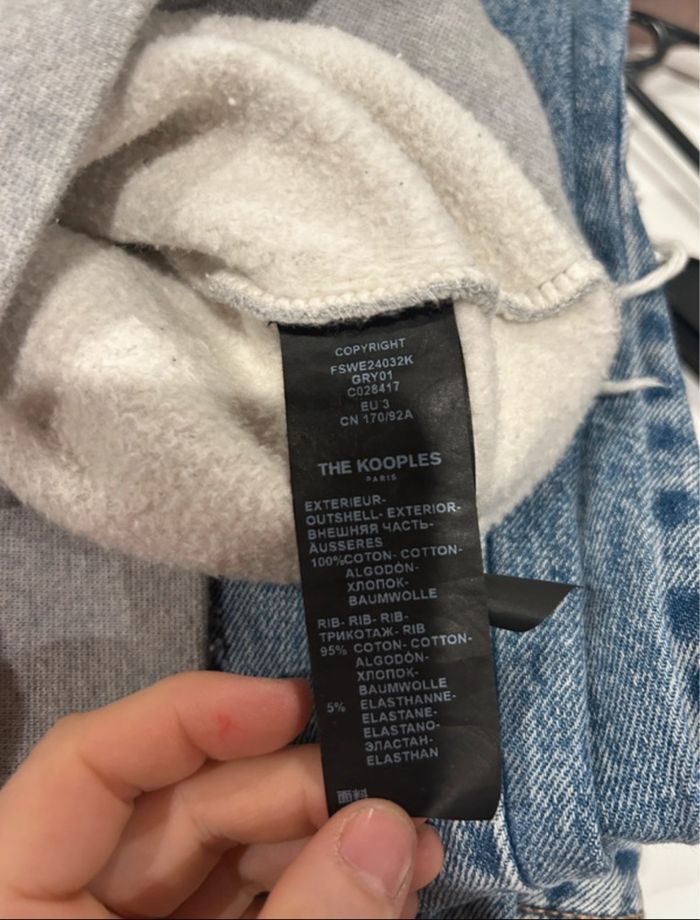 COPYRIGHT
FSWE24032K
GRY01
C028417
EU 3
CN 170/92A
THE KOOPLES
PARIS
EXTERIEUR-
OUTSHELL- EXTERIOR-
ВНЕШНЯЯ ЧАСТЬ-
ÄUSSERES
100%COTON- COTTON-
ALGODÓN-
ХЛОПОК-
BAUMWOLLE
RIB- RIB- RIB-
ТРИКОТАЖ- RIB
95% COTON- COTTON-
ALGODÓN-
ХЛОПОК-
BAUMWOLLE
5% ELASTHANNE-
ELASTANE-
ELASTANO-
ЭЛАСТАН-
ELASTHAN
面料